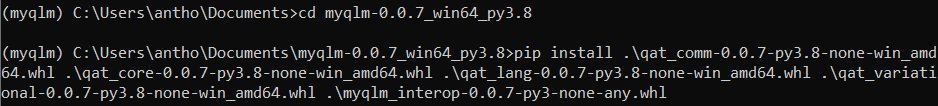 (myqlm) C:\Users\antho\Documents>cd myqlm-0.0.7_win64_py3.8
(myqlm) C:\Users\antho\Documents\myqlm-0.0.7_win64_py3.8>pip install .\qat_comm-0.0.7-py3.8-none-win_amd
64.whl .\qat_core-0.0.7-py3.8-none-win_amd64.whl .\qat_lang-0.0.7-py3.8-none-win_amd64.whl .\qat_variati
onal-0.0.7-py3.8-none-win_amd64.whl .\myqlm_interop-0.0.7-py3-none-any.whl